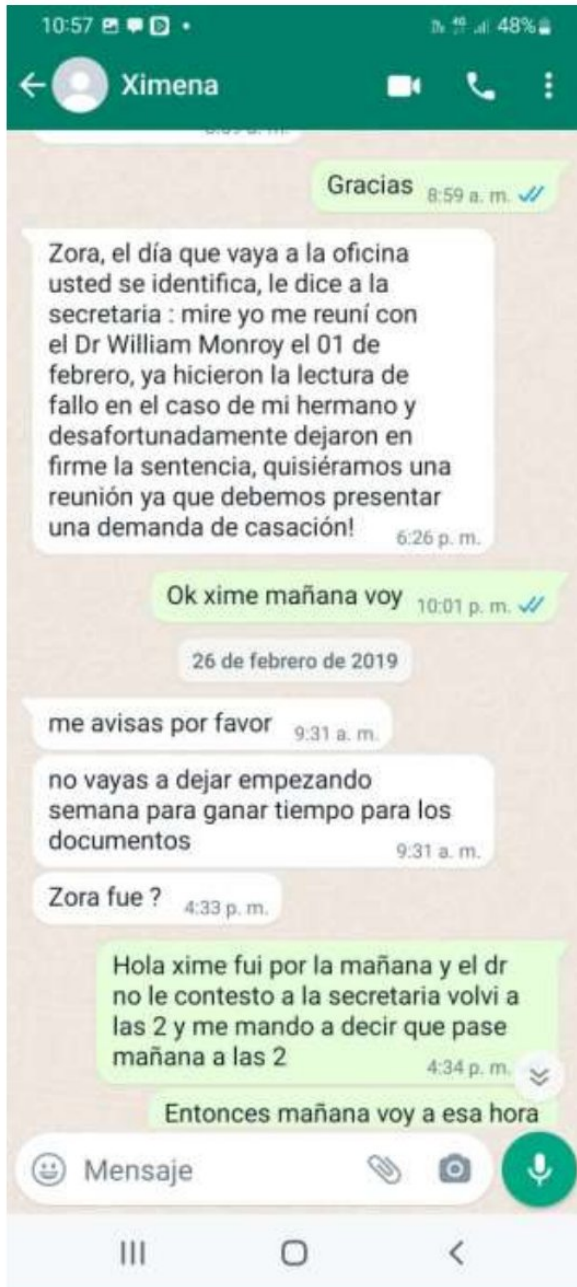 10:57
48%
Ximena
Gracias 8:59 a. m.
Zora, el día que vaya a la oficina
usted se identifica, le dice a la
secretaria : mire yo me reuní con
el Dr William Monroy el 01 de
febrero, ya hicieron la lectura de
fallo en el caso de mi hermano y
desafortunadamente dejaron en
firme la sentencia, quisiéramos una
reunión ya que debemos presentar
una demanda de casación! 6:26 p. m.
Ok xime mañana voy 10:01 p. m.
26 de febrero de 2019
me avisas por favor 9:31 a. m.
no vayas a dejar empezando
semana para ganar tiempo para los
documentos 9:31 a. m.
Zora fue ? 4:33 p. m.
Hola xime fui por la mañana y el dr
no le contesto a la secretaria volvi a
las 2 y me mando a decir que pase
mañana a las 2 4:34 p. m.
Entonces mañana voy a esa hora
Mensaje